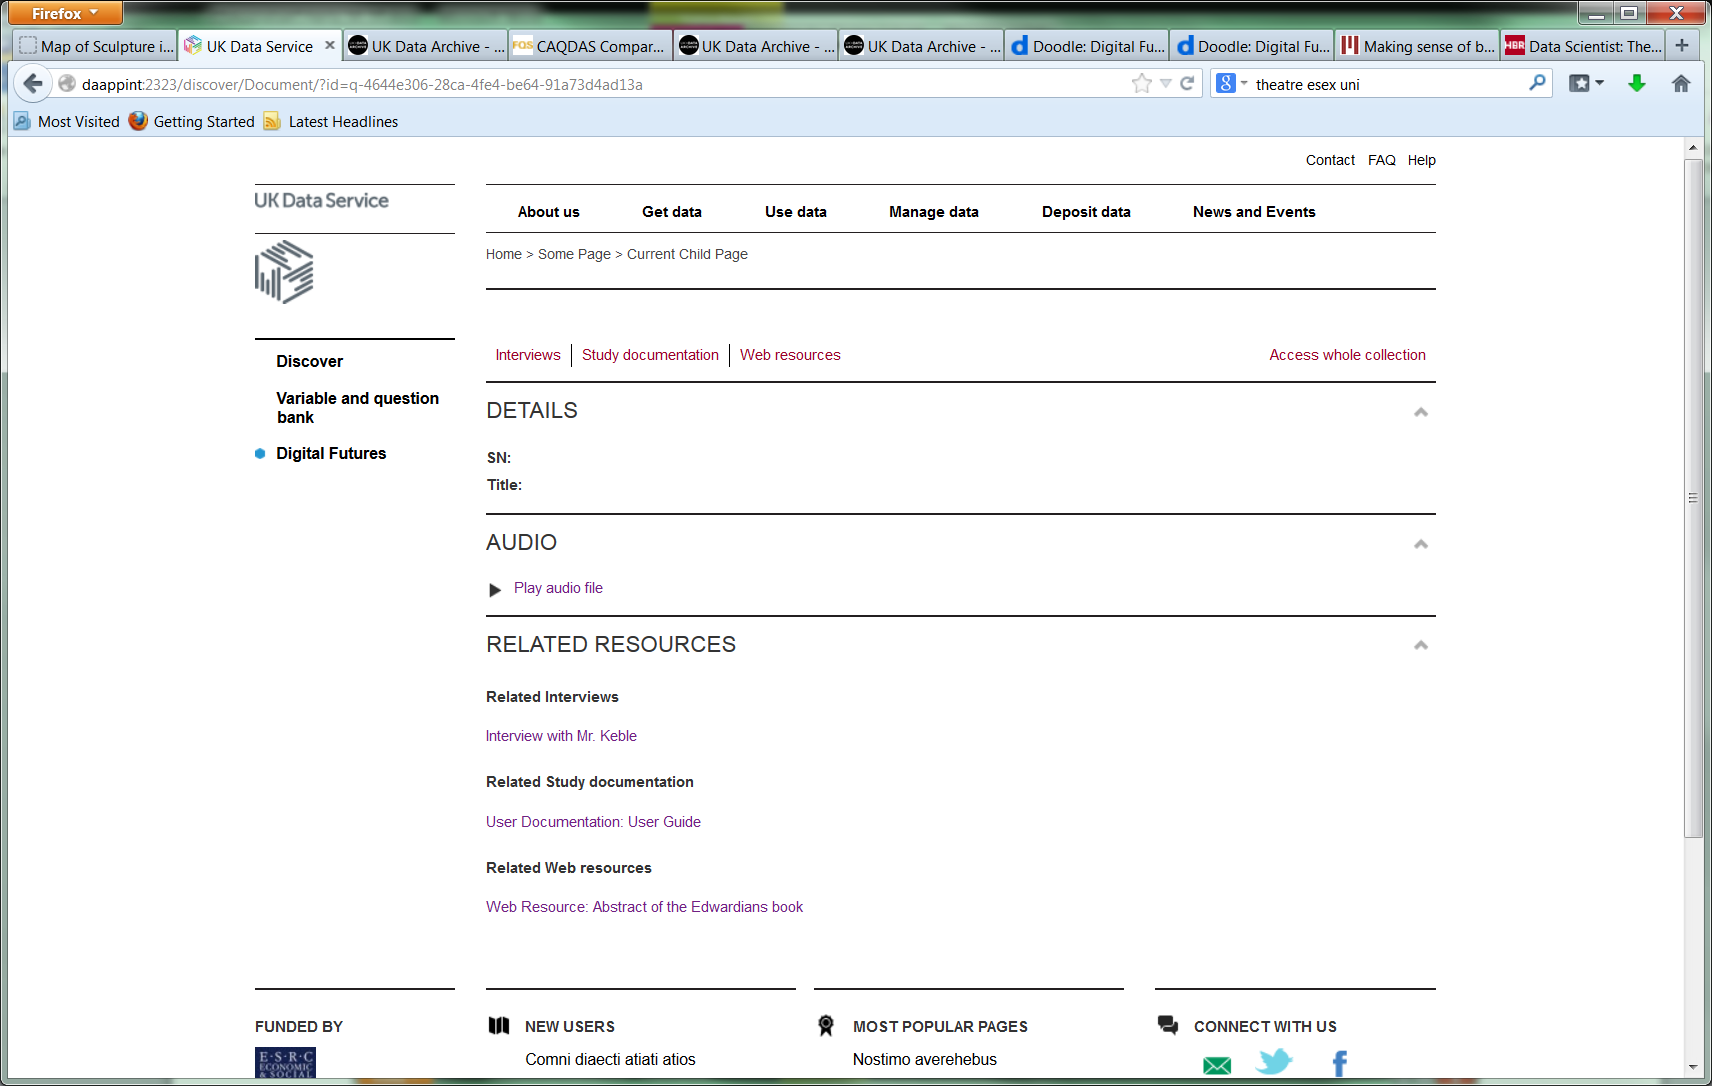 Firefox
Map of Sculpture i...
UK Data Service
UK Data Archive - ...
FQS CAQDAS Compar...
UK Data Archive - ...
UK Data Archive - ...
d Doodle: Digital Fu...
d Doodle: Digital Fu...
Making sense of b...
HBR Data Scientist: The...
daappint:2323/discover/Document/?id=q-4644e306-28ca-4fe4-be64-91a73d4ad13a
8 theatre esex uni
Most Visited Getting Started Latest Headlines
Contact FAQ Help
UK Data Service
About us Get data Use data Manage data Deposit data News and Events
Home > Some Page > Current Child Page
Discover
Variable and question
bank
Digital Futures
Interviews Study documentation Web resources Access whole collection
DETAILS
SN:
Title:
AUDIO
Play audio file
RELATED RESOURCES
Related Interviews
Interview with Mr. Keble
Related Study documentation
User Documentation: User Guide
Related Web resources
Web Resource: Abstract of the Edwardians book
FUNDED BY
E·S·R·C
ECONOMIC
& SOCIAL
NEW USERS
Comni diaecti atiati atios
MOST POPULAR PAGES
Nostimo averehebus
CONNECT WITH US